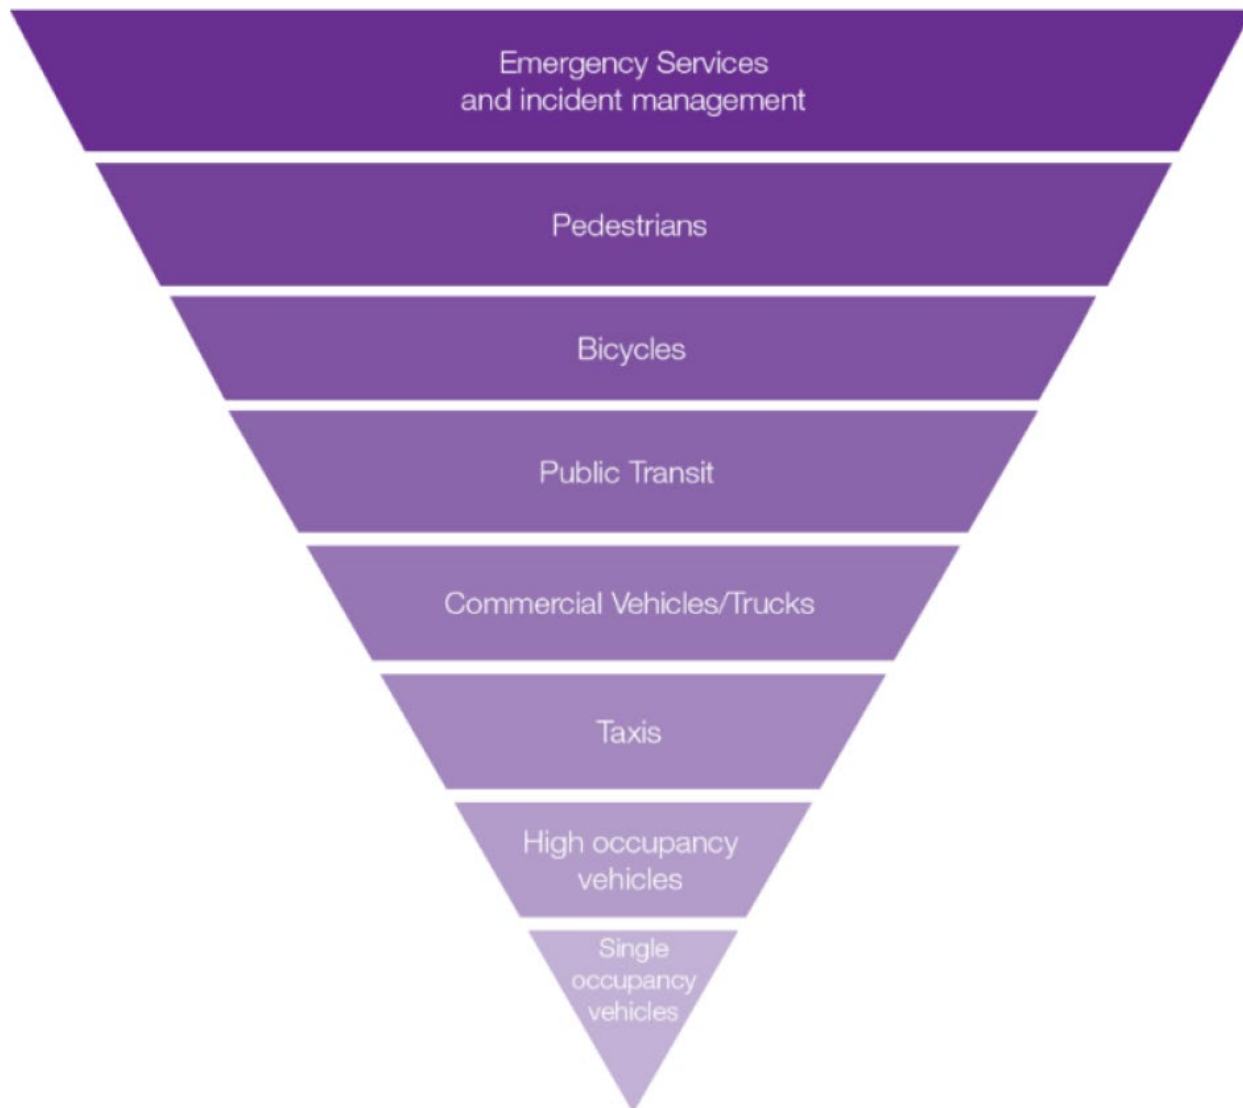 Emergency Services
and incident management
Pedestrians
Bicycles
Public Transit
Commercial Vehicles/Trucks
Taxis
High occupancy
vehicles
Single
occupancy
vehicles